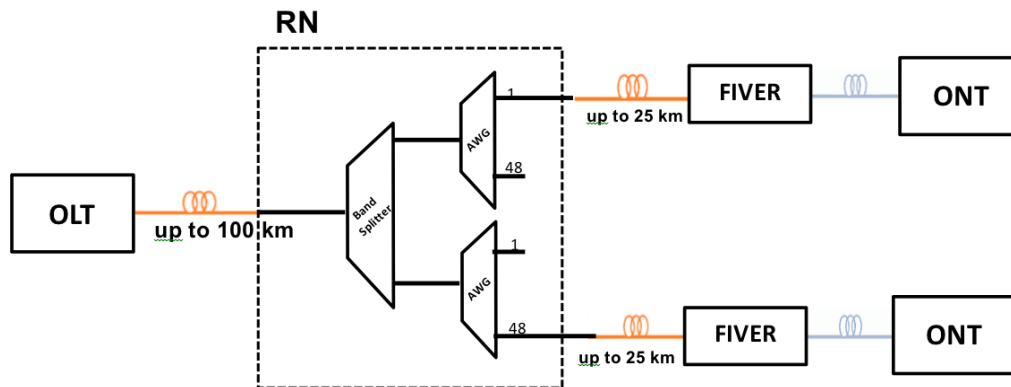 RN
1
up to 25 km
FIVER
ONT
AWG
48
OLT
up to 100 km
Band
Splitter
1
AWG
48
up to 25 km
FIVER
ONT